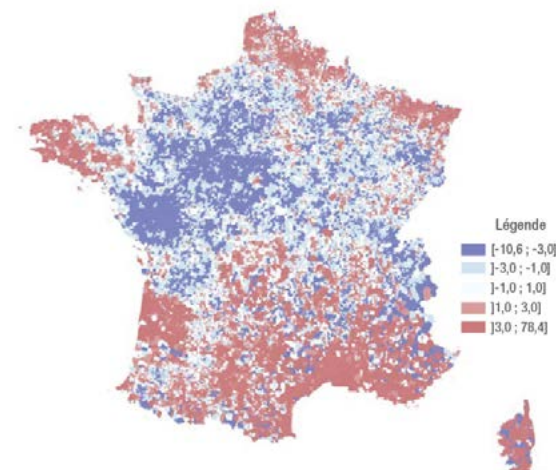 Légende
[-10,6 ; -3,0]
]-3,0 ; -1,0]
]-1,0 ; 1,0]
]1,0 ; 3,0]
]3,0 ; 78,4]